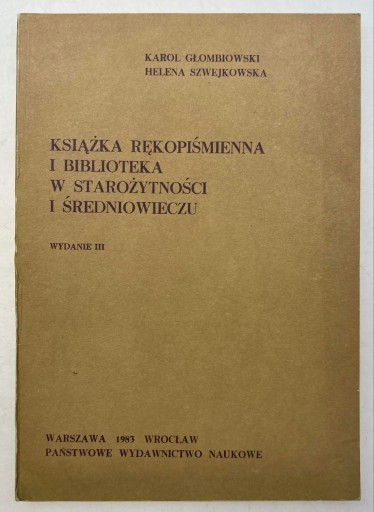 KAROL GŁOMBIOWSKI
HELENA SZWEJKOWSKA
KSIĄŻKA RĘKOPIŚMIENNA
I BIBLIOTEKA
W STAROŻYTNOŚCI
I ŚREDNIOWIECZU
WYDANIE III
WARSZAWA 1983 WROCŁAW
PAŃSTWOWE WYDAWNICTWO NAUKOWE